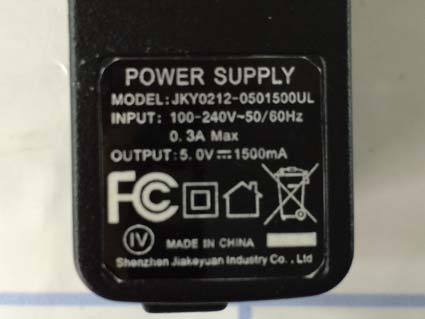 POWER SUPPLY
MODEL:JKY0212-0501500UL
INPUT: 100-240V~50/60Hz
0.3A Max
OUTPUT:5.0V⎓1500mA
FC
IV MADE IN CHINA
Shenzhen Jiakeyuan Industry Co., Ltd